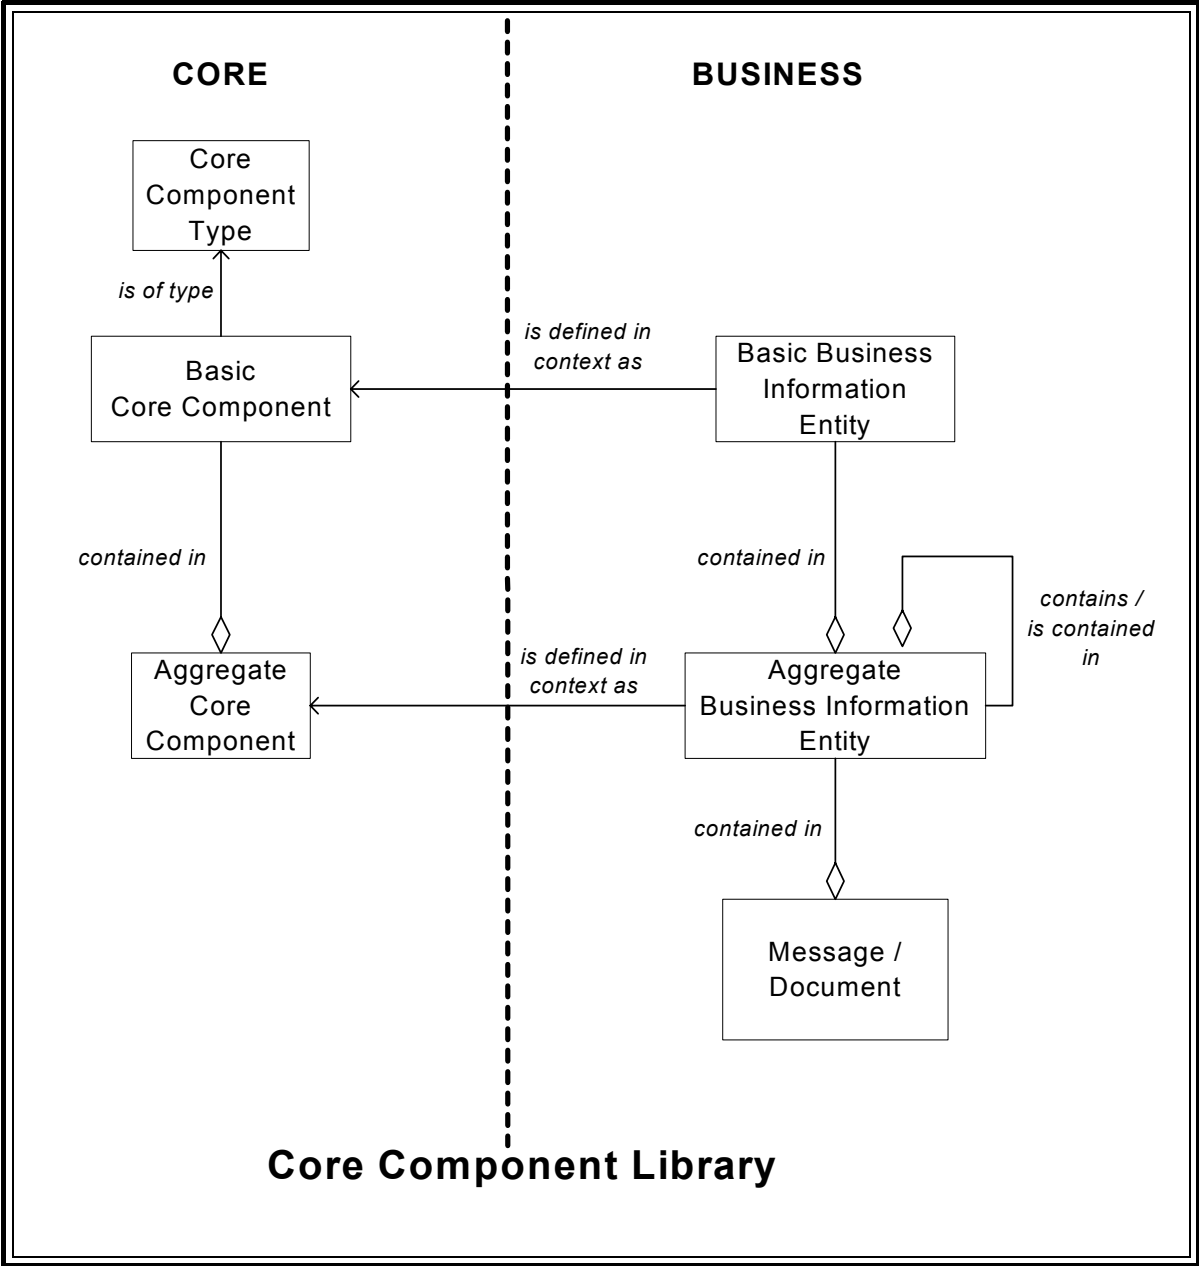 CORE
BUSINESS
Core
Component
Type
is of type
Basic
Core Component
is defined in
context as
Basic Business
Information
Entity
contained in
contained in
contains /
is contained
in
Aggregate
Core
Component
is defined in
context as
Aggregate
Business Information
Entity
contained in
Message /
Document
Core Component Library